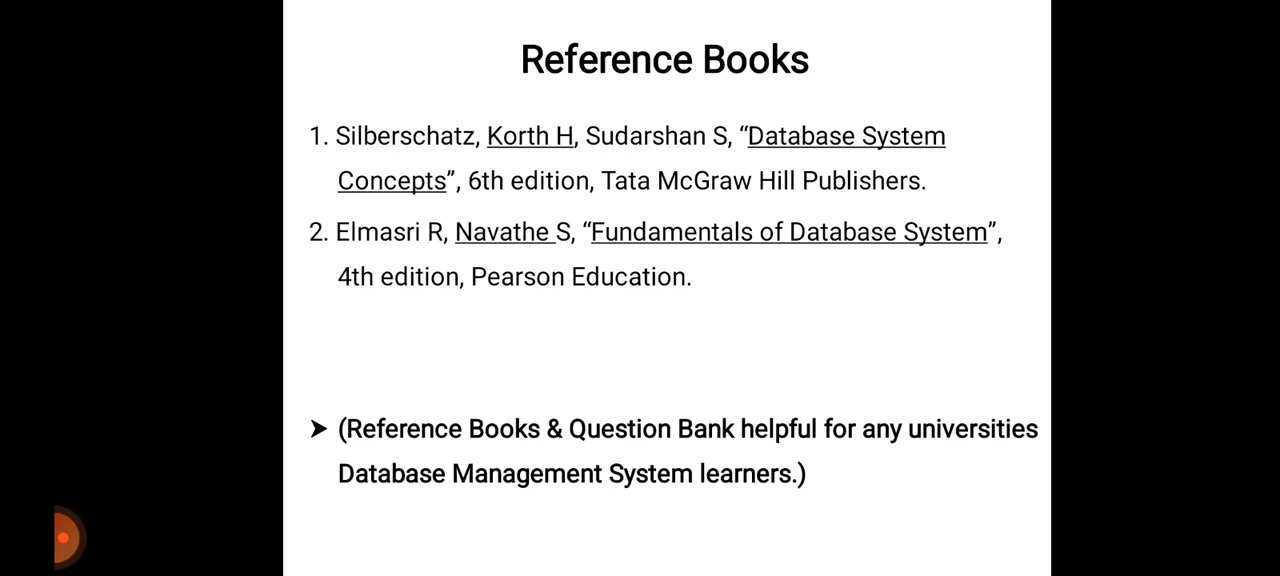 Reference Books
1. Silberschatz, Korth H, Sudarshan S, “Database System
Concepts”, 6th edition, Tata McGraw Hill Publishers.
2. Elmasri R, Navathe S, “Fundamentals of Database System”,
4th edition, Pearson Education.
➤ (Reference Books & Question Bank helpful for any universities
Database Management System learners.)